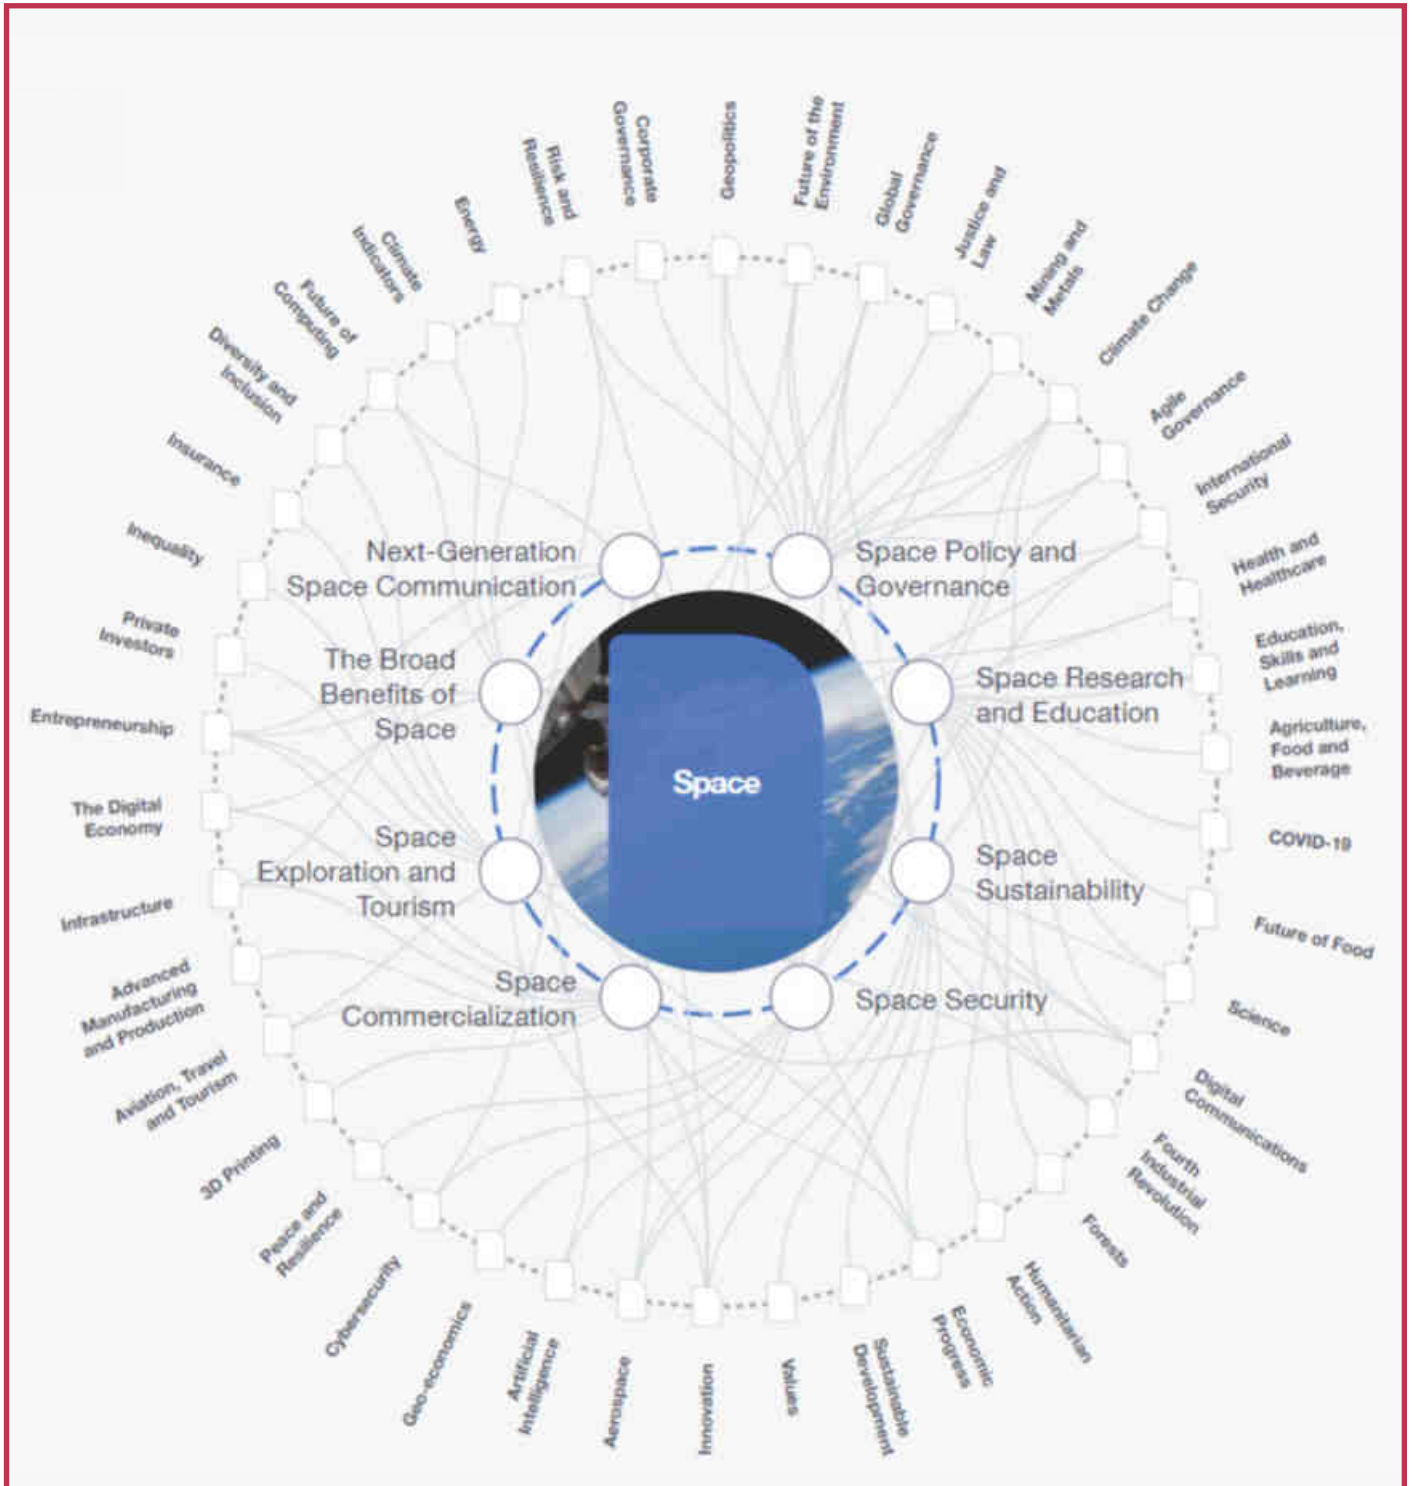 Geopolitics
Future of the
Environment
Global
Governance
Justice and
Law
Mining and
Metals
Climate Change
Agile
Governance
International
Security
Health and
Healthcare
Education,
Skills and
Learning
Agriculture,
Food and
Beverage
COVID-19
Future of Food
Science
Digital
Communications
Fourth
Industrial
Revolution
Forests
Humanitarian
Action
Economic
Progress
Sustainable
Development
Values
Innovation
Aerospace
Artificial
Intelligence
Geo-economics
Cybersecurity
Peace and
Resilience
3D Printing
Aviation, Travel
and Tourism
Advanced
Manufacturing
and Production
Infrastructure
The Digital
Economy
Entrepreneurship
Private
Investors
Inequality
Insurance
Diversity and
Inclusion
Future of
Computing
Climate
Indicators
Energy
Risk and
Resilience
Corporate
Governance
Next-Generation
Space Communication
Space Policy and
Governance
The Broad
Benefits of
Space
Space Research
and Education
Space
Space
Exploration and
Tourism
Space
Sustainability
Space
Commercialization
Space Security